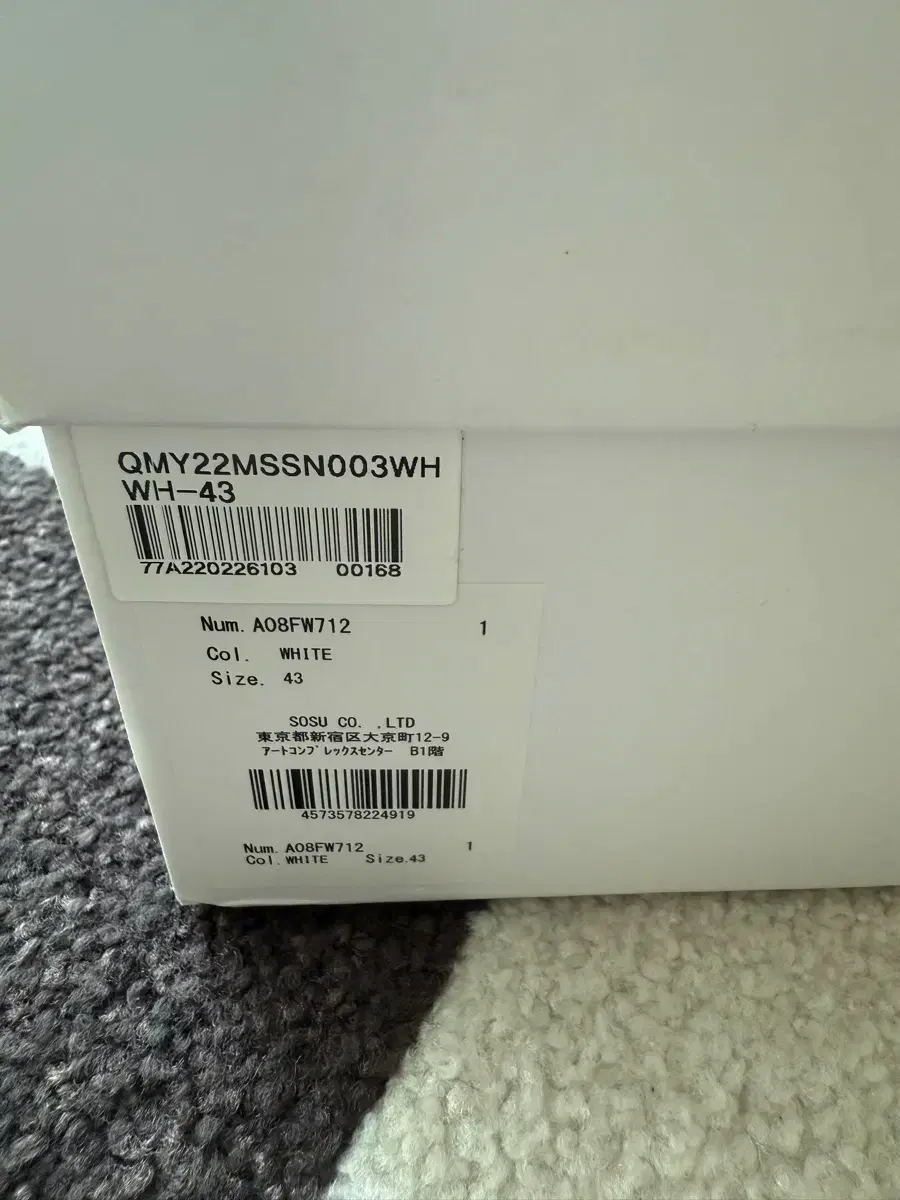 QMY22MSSN003WH
WH-43
77A220226103 00168
Num. A08FW712 1
Col. WHITE
Size. 43
SOSU CO. ,LTD
東京都新宿区大京町12-9
アートコンプレックスセンター B1階
4573578224919
Num. A08FW712 1
Col. WHITE Size.43